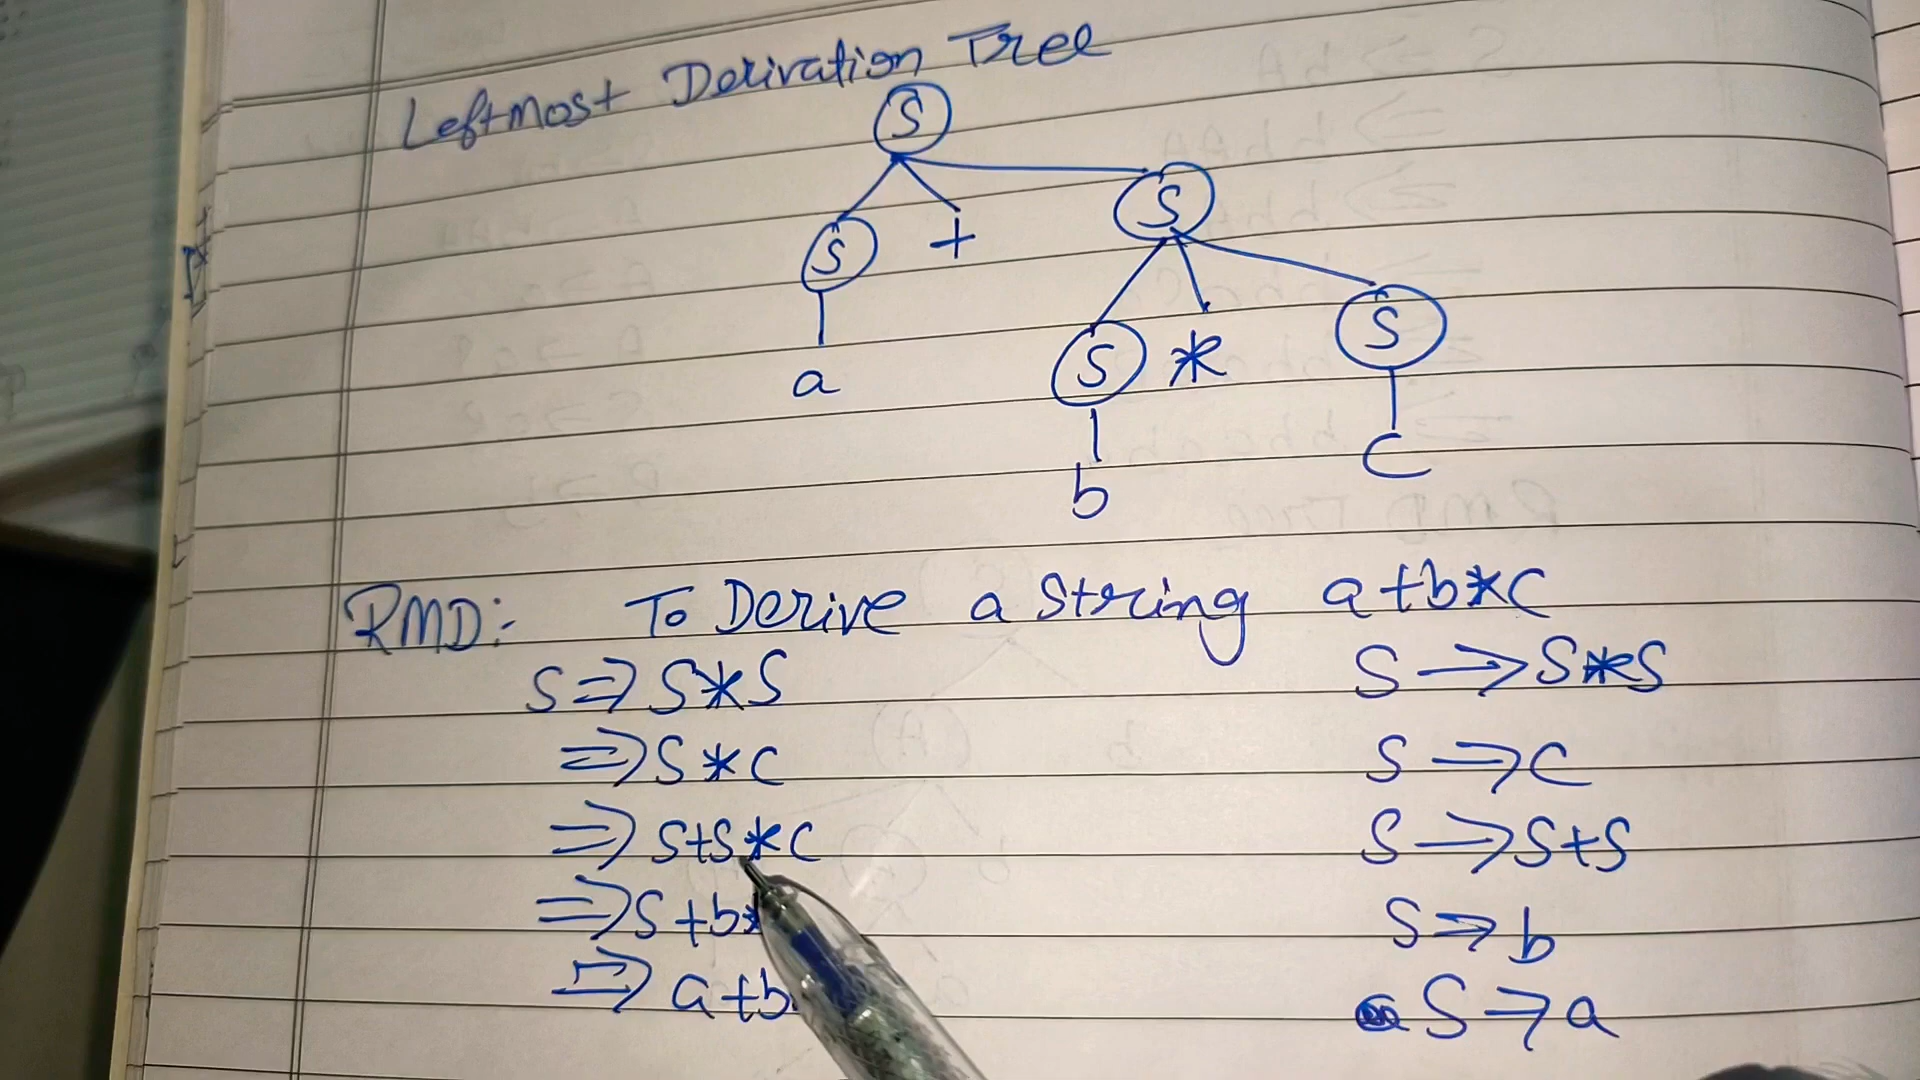 Leftmost Derivation Tree
S
S + S
a S * S
b C
RMD:- To Derive a string a+b*c
S ⇒ S*S S → S*S
⇒ S*C S → C
⇒ S+S*C S → S+S
⇒ S+b* S → b
⇒ a+b S → a